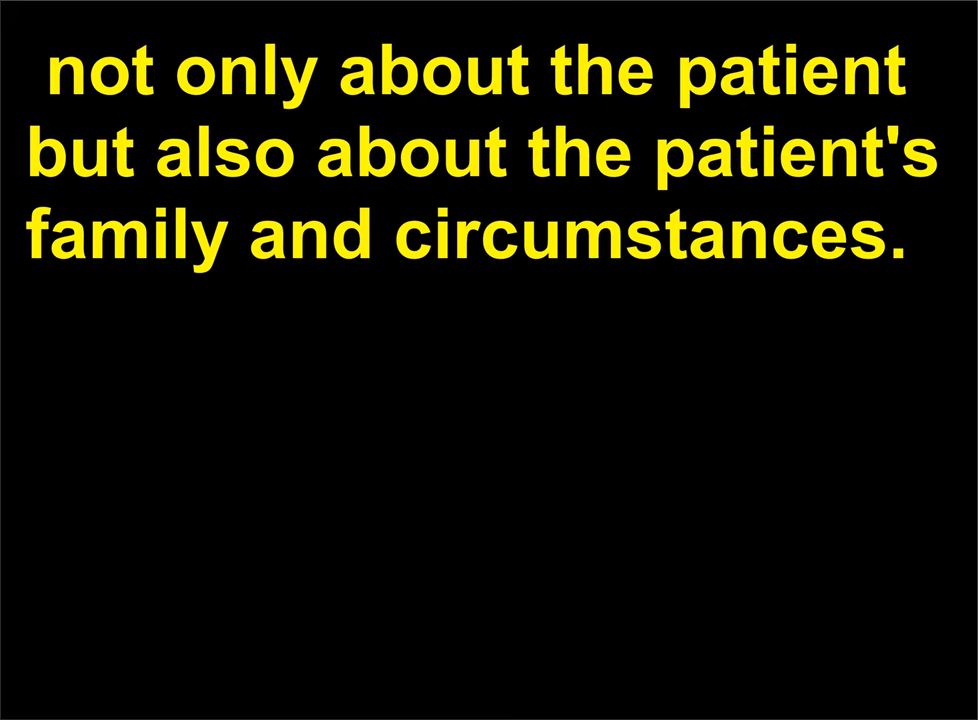 not only about the patient
but also about the patient's
family and circumstances.